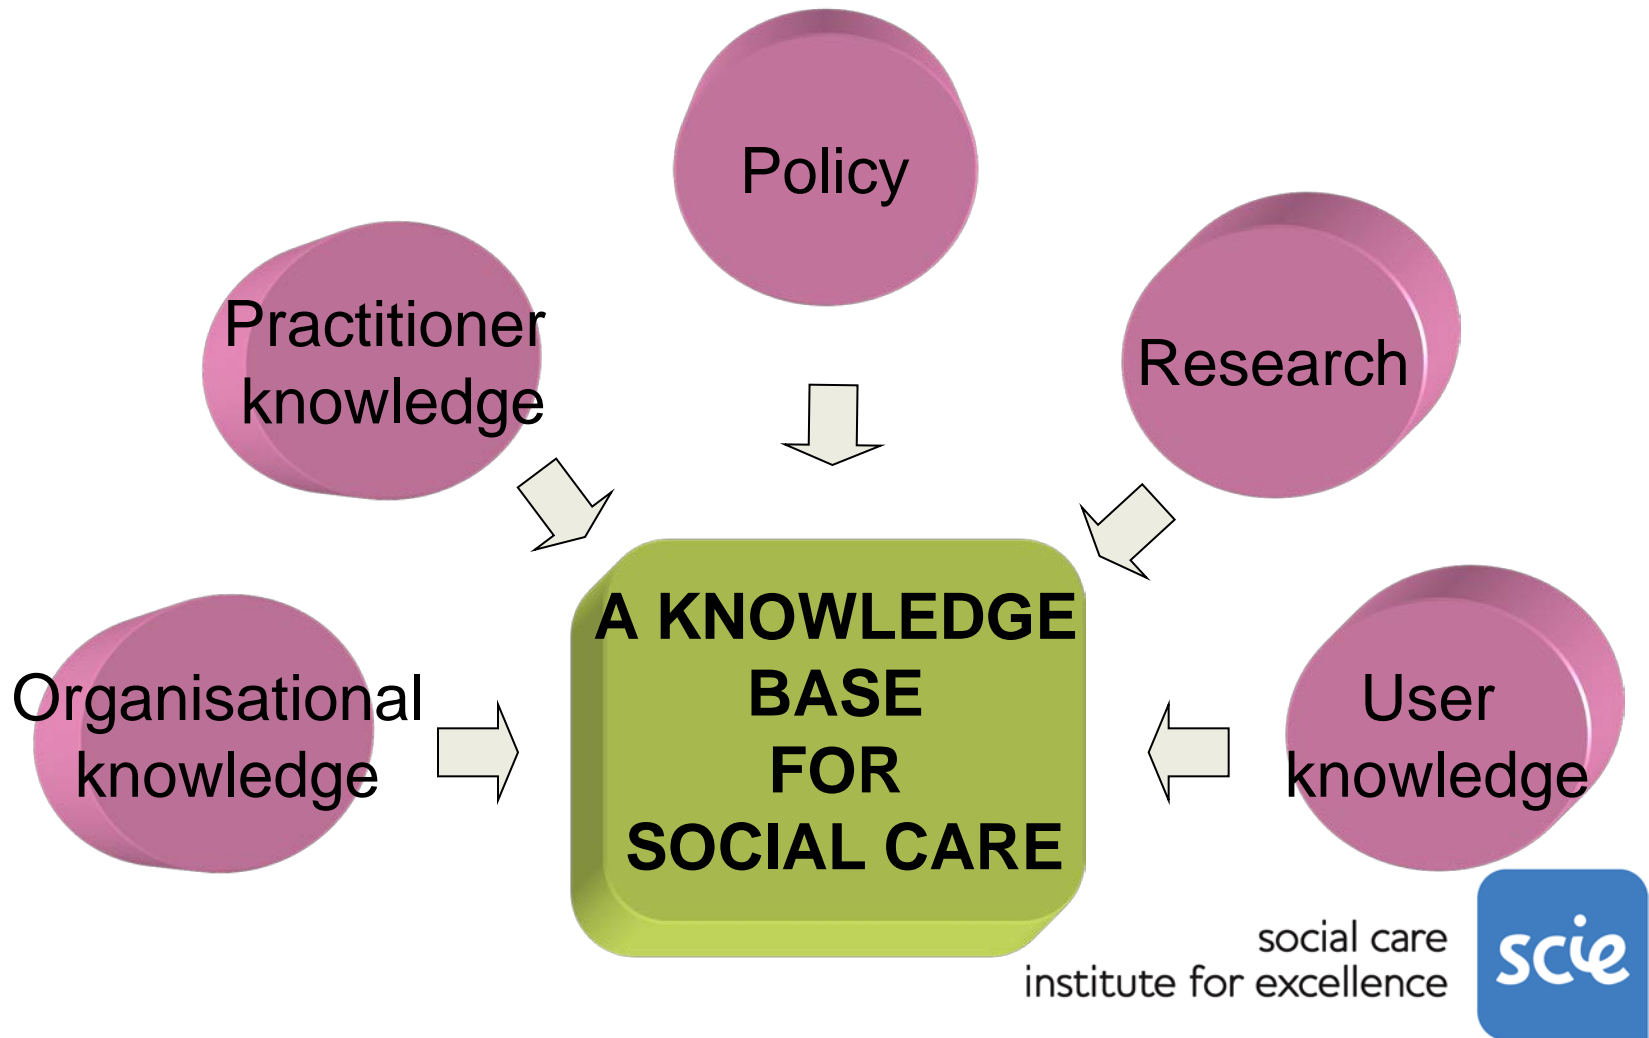 Policy
Practitioner
knowledge
Research
A KNOWLEDGE
BASE
FOR
SOCIAL CARE
Organisational
knowledge
User
knowledge
social care
institute for excellence
scie